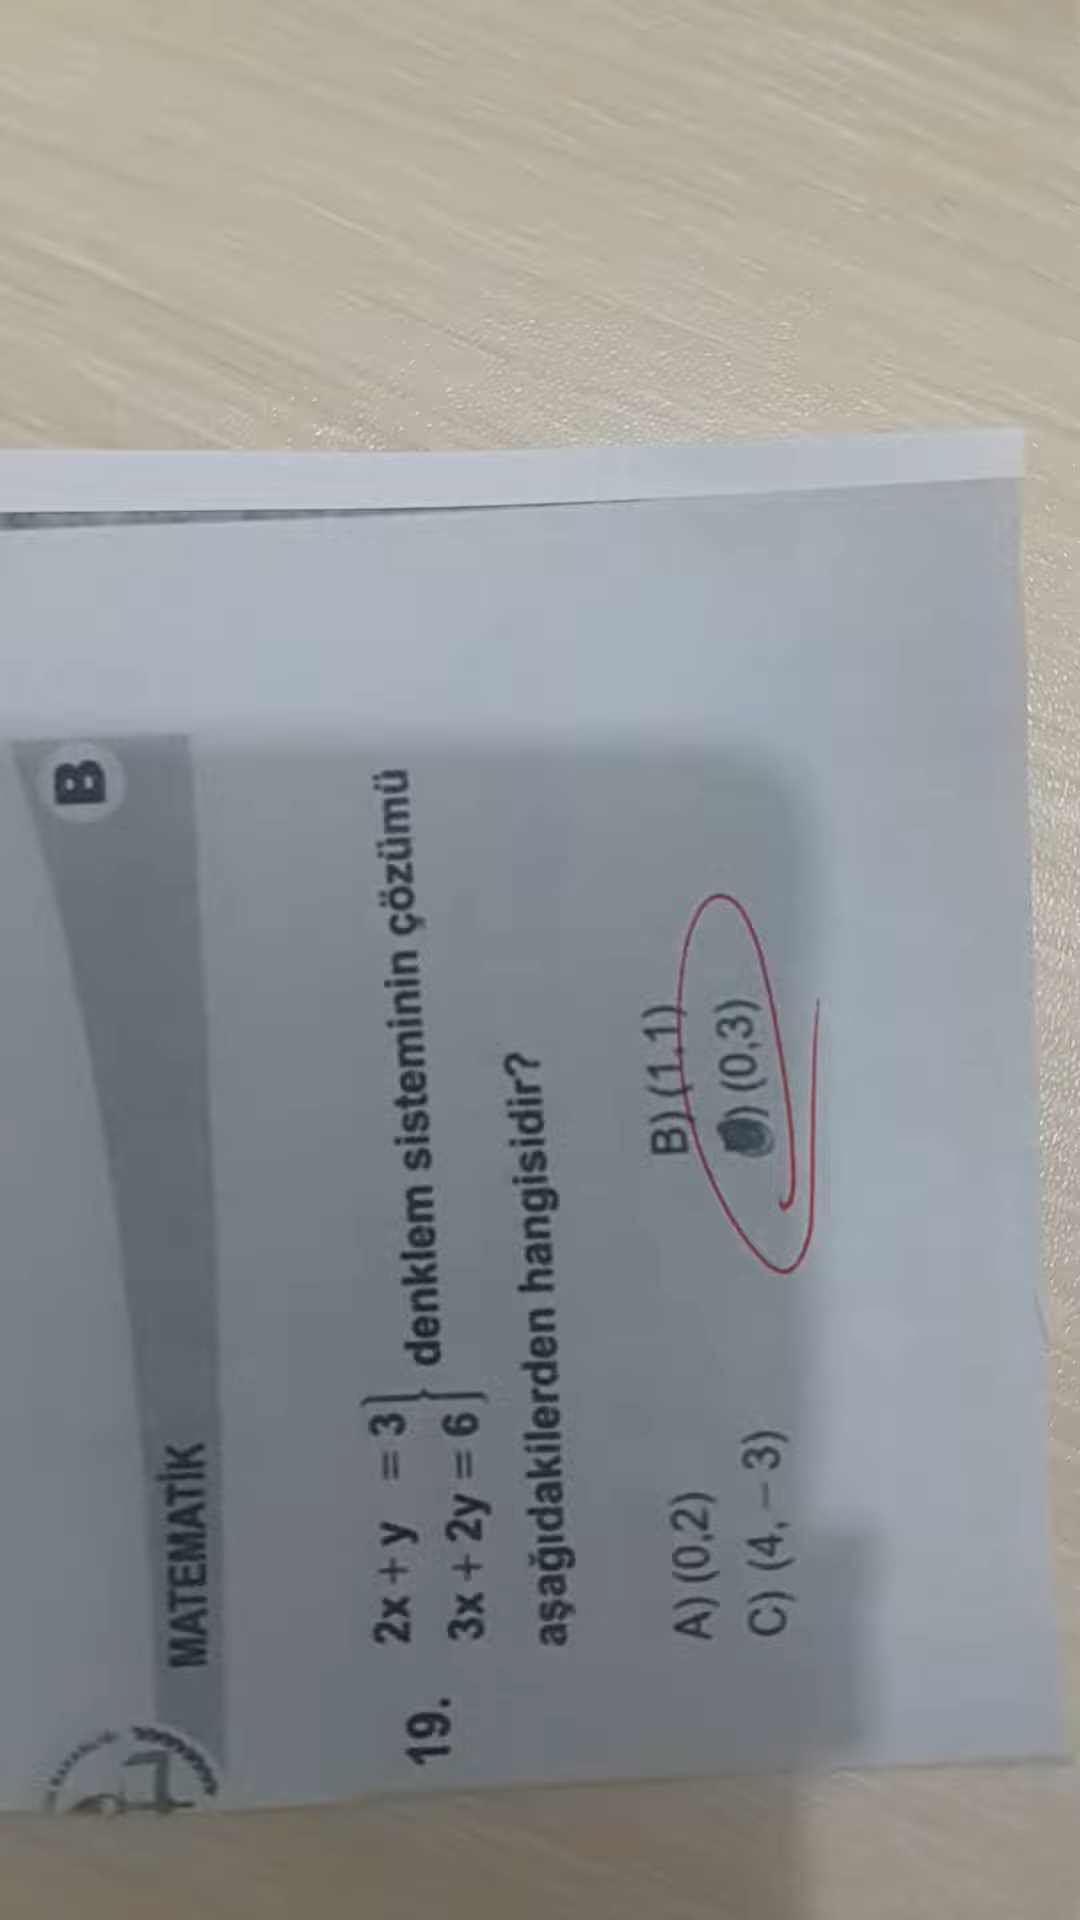 B
MATEMATİK
19. 2x + y = 3
3x + 2y = 6 } denklem sisteminin çözümü
aşağıdakilerden hangisidir?
A) (0,2) B) (1,1)
C) (4, – 3) ) (0,3)